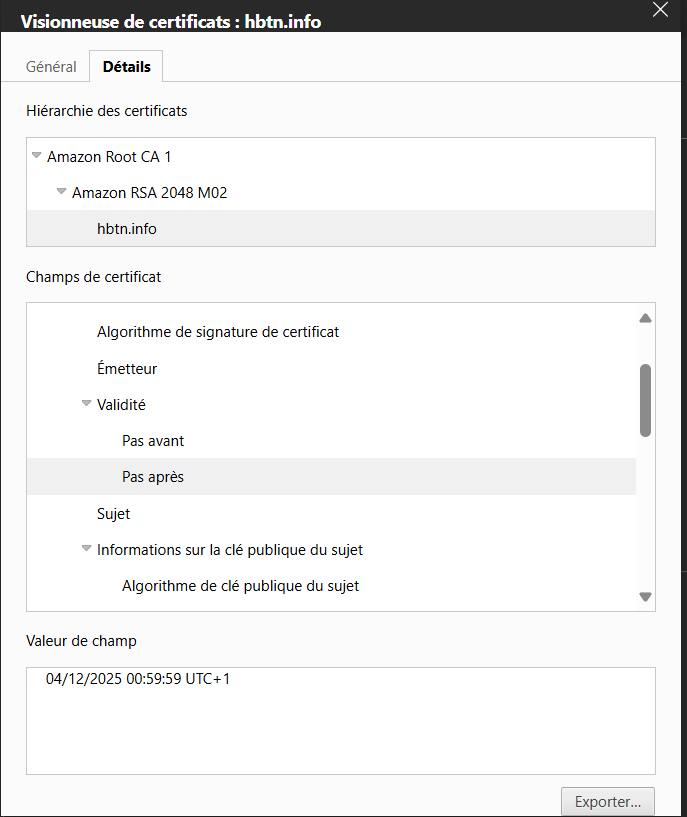 Visionneuse de certificats : hbtn.info
Général
Détails
Hiérarchie des certificats
Amazon Root CA 1
Amazon RSA 2048 M02
hbtn.info
Champs de certificat
Algorithme de signature de certificat
Émetteur
Validité
Pas avant
Pas après
Sujet
Informations sur la clé publique du sujet
Algorithme de clé publique du sujet
Valeur de champ
04/12/2025 00:59:59 UTC+1
Exporter...